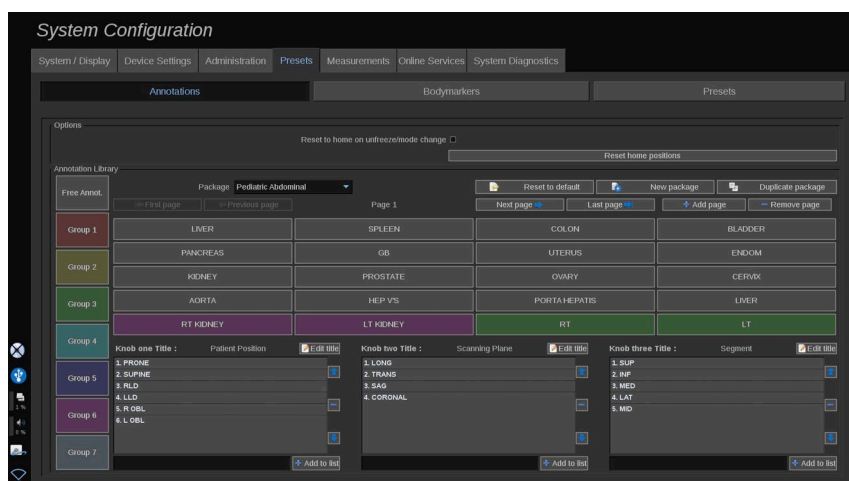 System Configuration
System / Display Device Settings Administration Presets Measurements Online Services System Diagnostics
Annotations Bodymarkers Presets
Options
Reset to home on unfreeze/mode change
Reset home positions
Annotation Library
Free Annot. Package Pediatric Abdominal Reset to default New package Duplicate package
First page Previous page Page 1 Next page Last page Add page Remove page
Group 1 LIVER SPLEEN COLON BLADDER
PANCREAS GB UTERUS ENDOM
Group 2
KIDNEY PROSTATE OVARY CERVIX
Group 3 AORTA HEP V'S PORTA HEPATIS LIVER
RT KIDNEY LT KIDNEY RT LT
Group 4
Knob one Title : Patient Position Edit title Knob two Title : Scanning Plane Edit title Knob three Title : Segment Edit title
1. PRONE 1. LONG 1. SUP
2. SUPINE 2. TRANS 2. INF
Group 5 3. RLD 3. SAG 3. MED
4. LLD 4. CORONAL 4. LAT
1 % 5. R OBL 5. MID
Group 6 6. L OBL
0 %
Group 7
Add to list Add to list Add to list